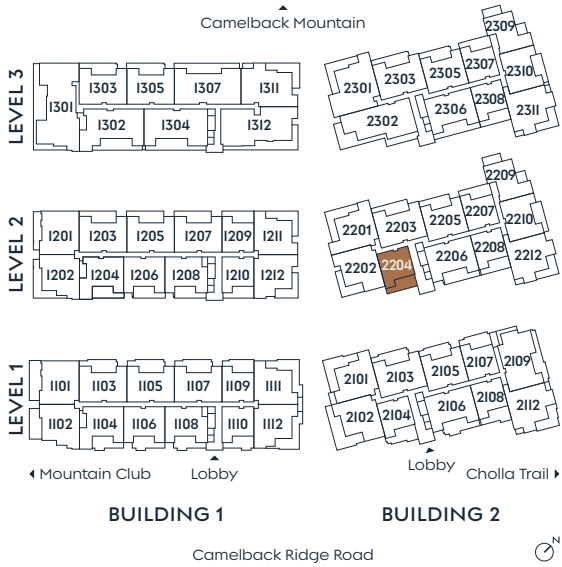 Camelback Mountain
LEVEL 3
1301 1303 1305 1307 1311
1302 1304 1312
2301 2303 2305 2307 2309 2310
2302 2306 2308 2311
LEVEL 2
1201 1203 1205 1207 1209 1211
1202 1204 1206 1208 1210 1212
2201 2203 2205 2207 2209 2210
2202 2204 2206 2208 2212
LEVEL 1
1101 1103 1105 1107 1109 1111
1102 1104 1106 1108 1110 1112
2101 2103 2105 2107 2109
2102 2104 2106 2108 2112
Mountain Club
Lobby
Lobby
Cholla Trail
BUILDING 1
BUILDING 2
Camelback Ridge Road
N